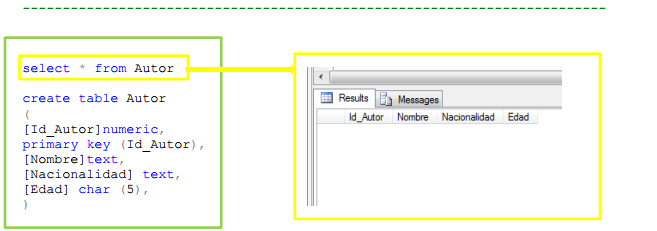 select * from Autor
create table Autor
(
[Id_Autor]numeric,
primary key (Id_Autor),
[Nombre]text,
[Nacionalidad] text,
[Edad] char (5),
)
Results Messages
Id_Autor Nombre Nacionalidad Edad